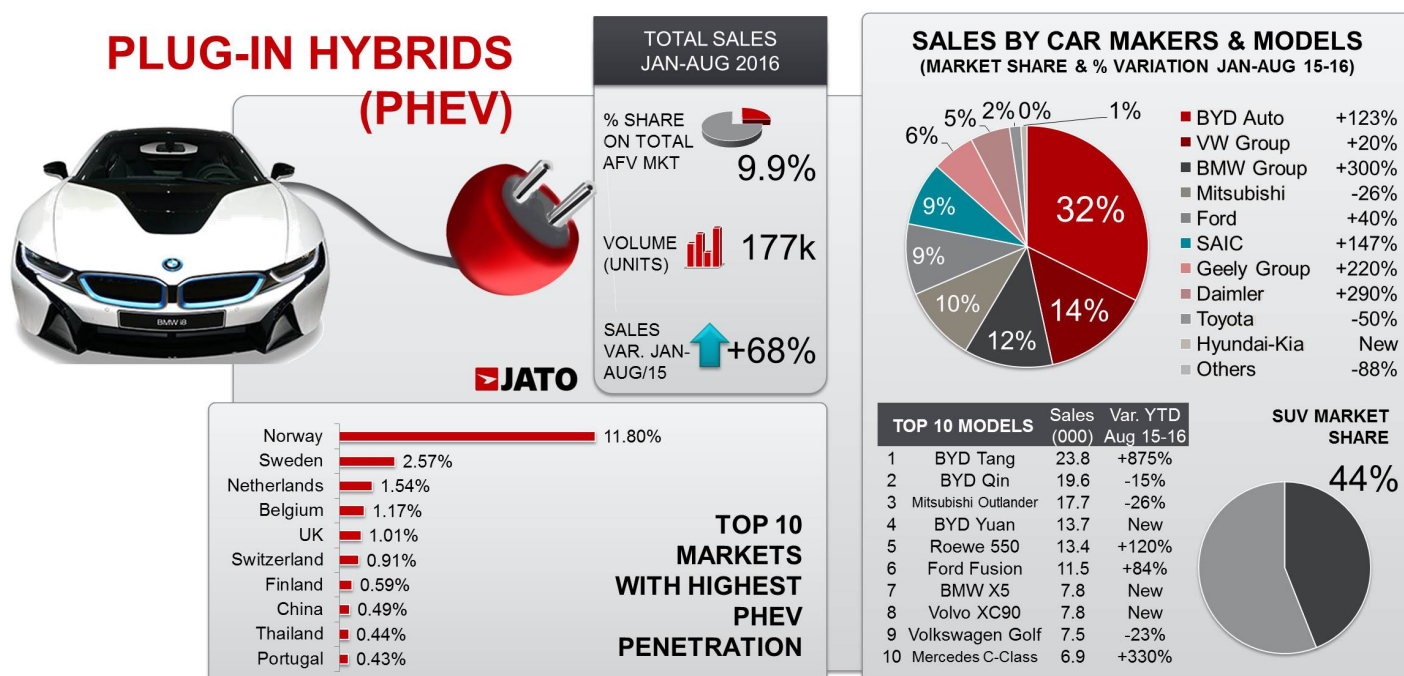 PLUG-IN HYBRIDS
(PHEV)
BMW i8
JATO
TOTAL SALES
JAN-AUG 2016
% SHARE
ON TOTAL
AFV MKT
9.9%
VOLUME
(UNITS)
177k
SALES
VAR. JAN-
AUG/15
+68%
Norway 11.80%
Sweden 2.57%
Netherlands 1.54%
Belgium 1.17%
UK 1.01%
Switzerland 0.91%
Finland 0.59%
China 0.49%
Thailand 0.44%
Portugal 0.43%
TOP 10
MARKETS
WITH HIGHEST
PHEV
PENETRATION
SALES BY CAR MAKERS & MODELS
(MARKET SHARE & % VARIATION JAN-AUG 15-16)
32%
14%
12%
10%
9%
9%
6%
5%
2%
0%
1%
BYD Auto +123%
VW Group +20%
BMW Group +300%
Mitsubishi -26%
Ford +40%
SAIC +147%
Geely Group +220%
Daimler +290%
Toyota -50%
Hyundai-Kia New
Others -88%
TOP 10 MODELS Sales (000) Var. YTD Aug 15-16
1 BYD Tang 23.8 +875%
2 BYD Qin 19.6 -15%
3 Mitsubishi Outlander 17.7 -26%
4 BYD Yuan 13.7 New
5 Roewe 550 13.4 +120%
6 Ford Fusion 11.5 +84%
7 BMW X5 7.8 New
8 Volvo XC90 7.8 New
9 Volkswagen Golf 7.5 -23%
10 Mercedes C-Class 6.9 +330%
SUV MARKET
SHARE
44%